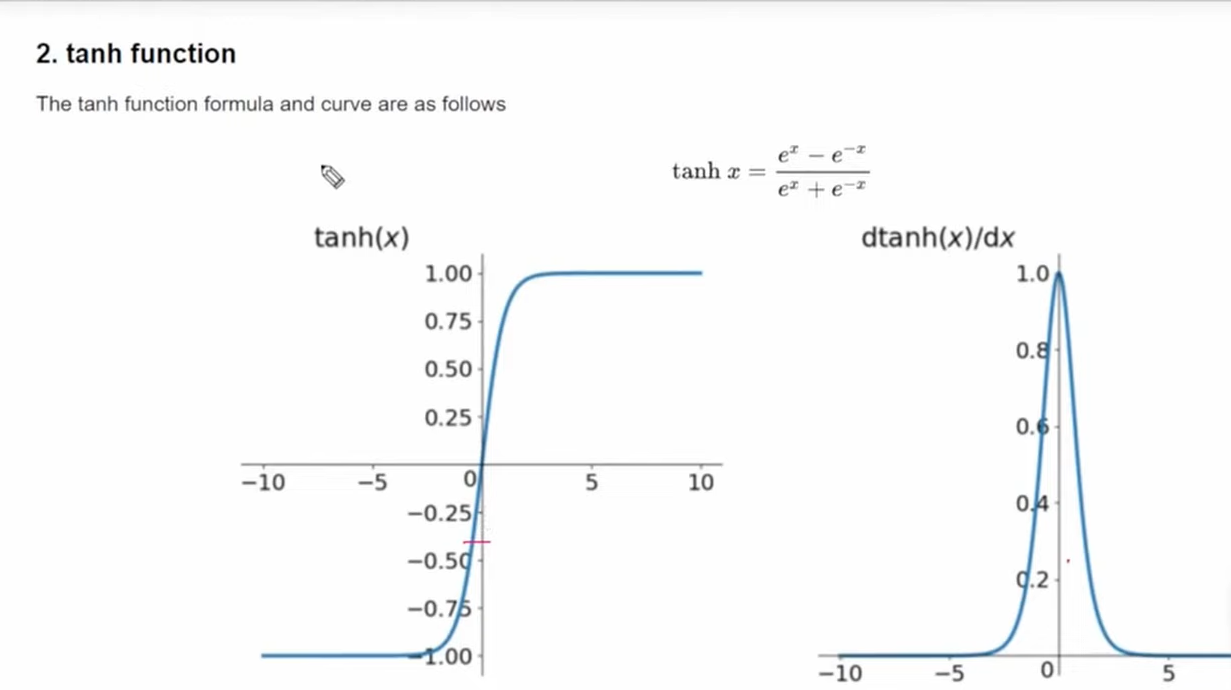 2. tanh function
The tanh function formula and curve are as follows
tanh x = (e^x − e^−x) / (e^x + e^−x)
tanh(x)
1.00
0.75
0.50
0.25
−10 −5 0 5 10
−0.25
−0.50
−0.75
−1.00
dtanh(x)/dx
1.0
0.8
0.6
0.4
0.2
−10 −5 0 5